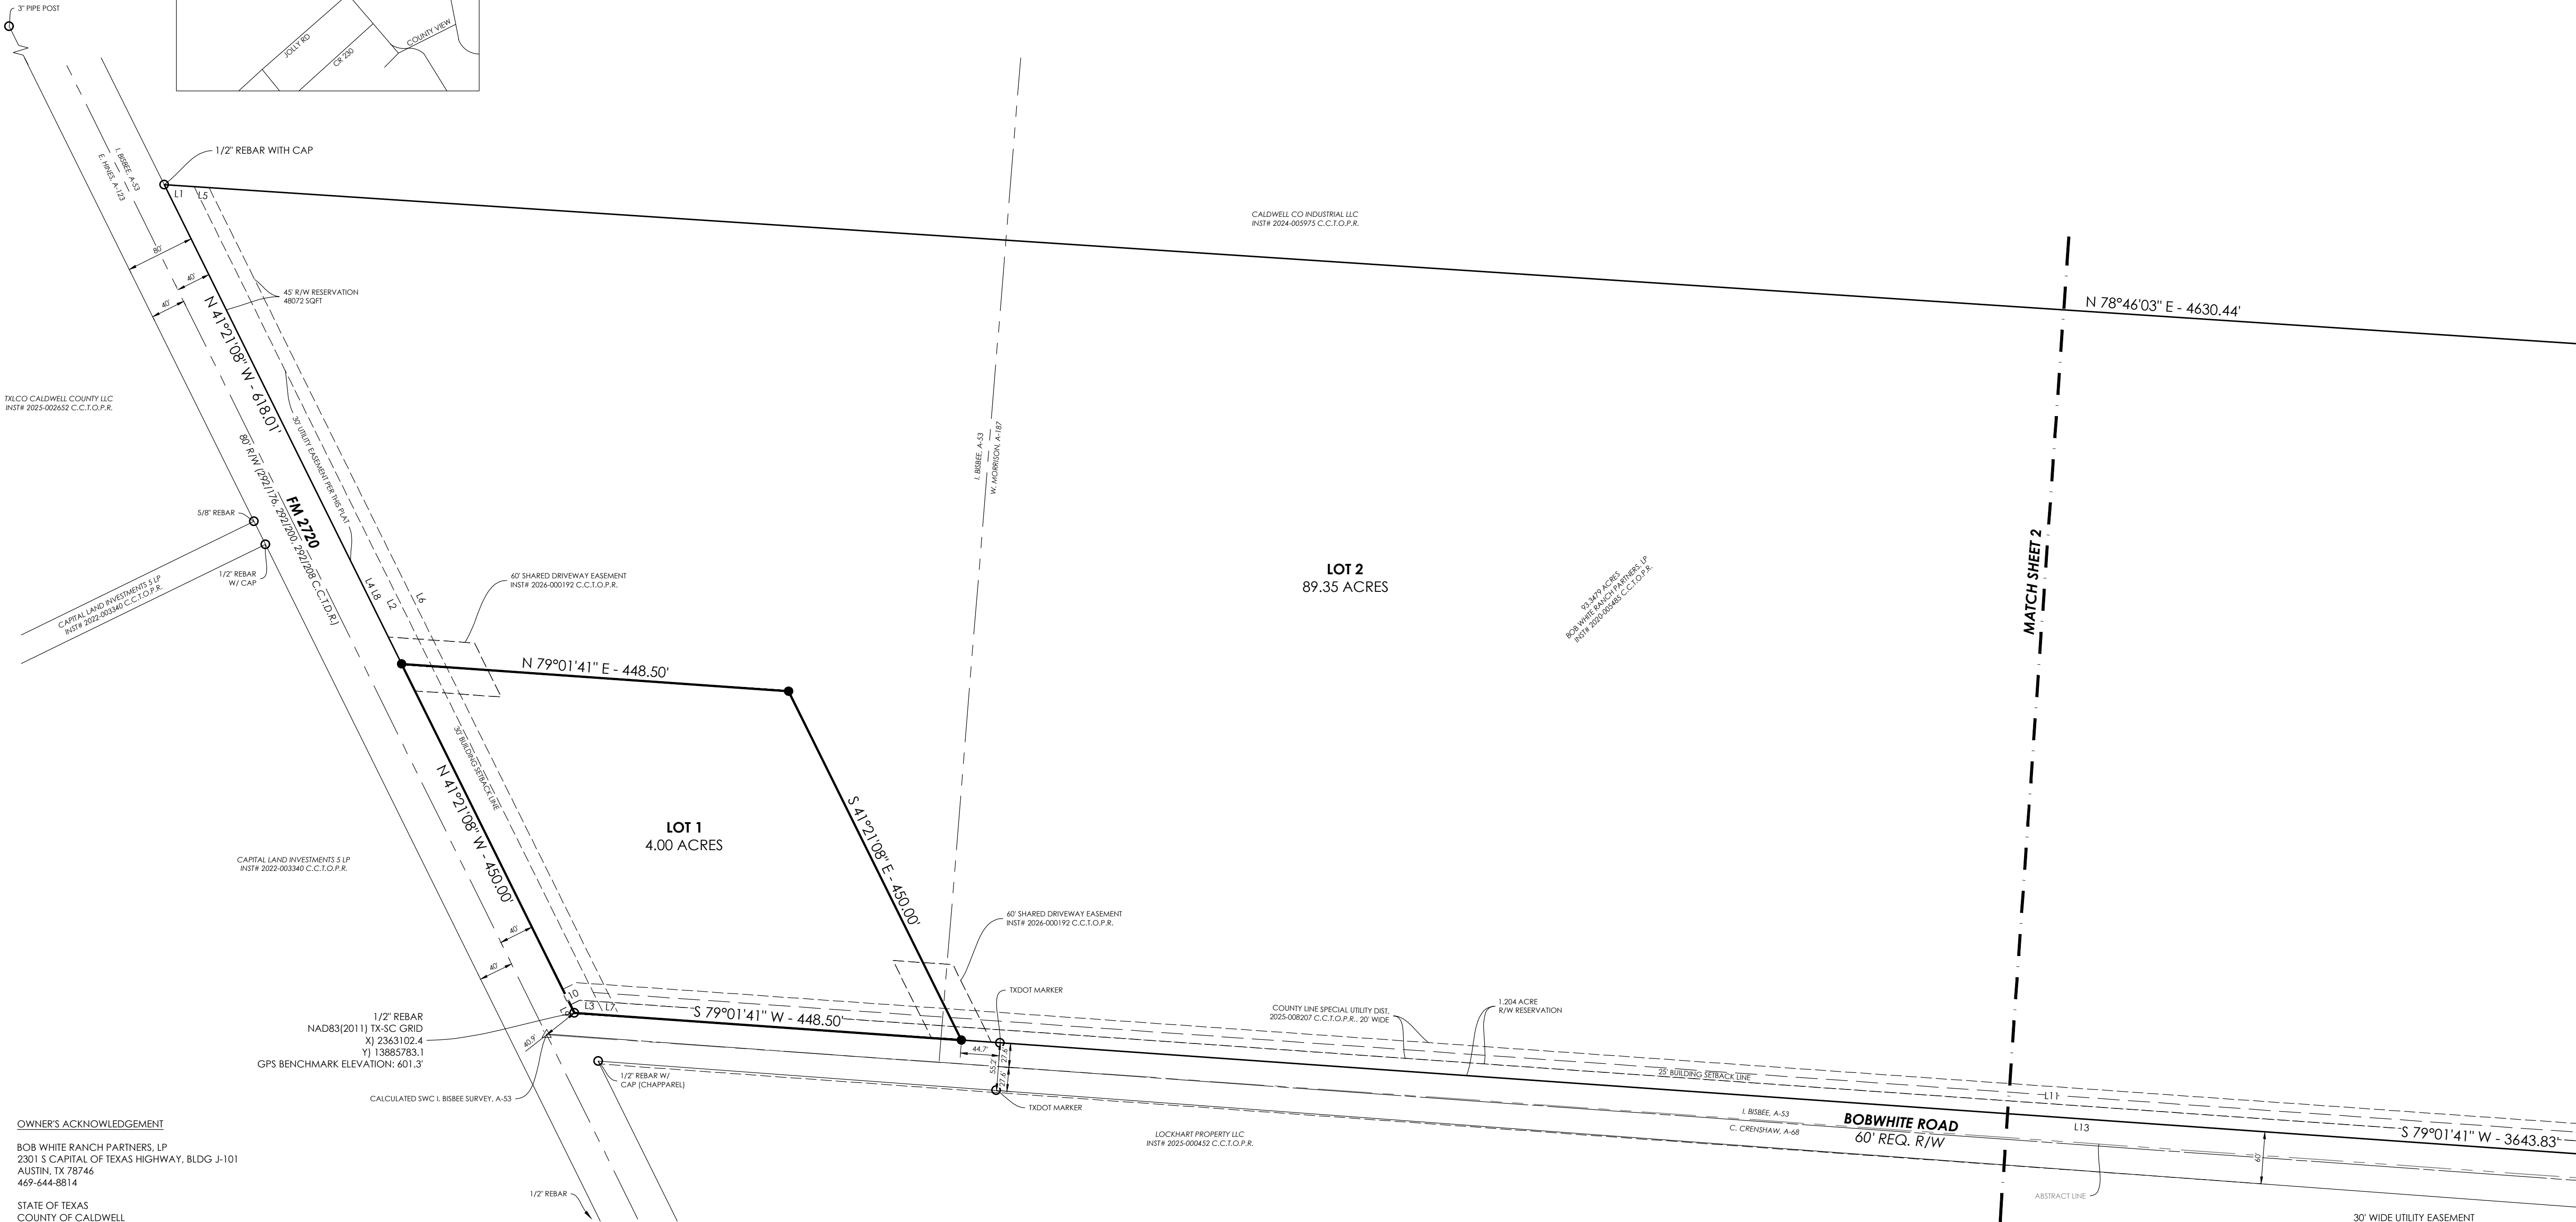 3" PIPE POST
JOLLY RD
CR 230
COUNTY VIEW
1/2" REBAR WITH CAP
I. BISBEE, A-53
E. HINES, A-123
L1
L5
CALDWELL CO INDUSTRIAL LLC
INST# 2024-005975 C.C.T.O.P.R.
80'
40'
40'
45' R/W RESERVATION
48072 SQFT
N 78°46'03" E - 4630.44'
N 41°21'08" W - 618.01'
TXLCO CALDWELL COUNTY LLC
INST# 2025-002652 C.C.T.O.P.R.
30' UTILITY EASEMENT PER THIS PLAT
I. BISBEE, A-53
W. MORRISON, A-187
FM 2720
80' R/W (292/176, 292/200, 292/208 C.C.T.D.R.)
5/8" REBAR
1/2" REBAR
W/ CAP
CAPITAL LAND INVESTMENTS 5 LP
INST# 2022-003340 C.C.T.O.P.R.
L4
L8
L2
L6
60' SHARED DRIVEWAY EASEMENT
INST# 2026-000192 C.C.T.O.P.R.
LOT 2
89.35 ACRES
93.3479 ACRES
BOB WHITE RANCH PARTNERS, LP
INST# 2020-005485 C.C.T.O.P.R.
MATCH SHEET 2
N 79°01'41" E - 448.50'
30' BUILDING SETBACK LINE
N 41°21'08" W - 450.00'
LOT 1
4.00 ACRES
S 41°21'08" E - 450.00'
CAPITAL LAND INVESTMENTS 5 LP
INST# 2022-003340 C.C.T.O.P.R.
40'
40'
60' SHARED DRIVEWAY EASEMENT
INST# 2026-000192 C.C.T.O.P.R.
TXDOT MARKER
10
L9
L3
L7
S 79°01'41" W - 448.50'
COUNTY LINE SPECIAL UTILITY DIST.
2025-008207 C.C.T.O.P.R., 20' WIDE
1.204 ACRE
R/W RESERVATION
1/2" REBAR
NAD83(2011) TX-SC GRID
X) 2363102.4
Y) 13885783.1
GPS BENCHMARK ELEVATION: 601.3'
40.9'
44.7'
55.2'
27.6'
27.6'
1/2" REBAR W/
CAP (CHAPPAREL)
CALCULATED SWC I. BISBEE SURVEY, A-53
TXDOT MARKER
25' BUILDING SETBACK LINE
L11
L13
I. BISBEE, A-53
C. CRENSHAW, A-68
BOBWHITE ROAD
60' REQ. R/W
S 79°01'41" W - 3643.83'
60'
LOCKHART PROPERTY LLC
INST# 2025-000452 C.C.T.O.P.R.
ABSTRACT LINE
30' WIDE UTILITY EASEMENT
1/2" REBAR
OWNER'S ACKNOWLEDGEMENT
BOB WHITE RANCH PARTNERS, LP
2301 S CAPITAL OF TEXAS HIGHWAY, BLDG J-101
AUSTIN, TX 78746
469-644-8814
STATE OF TEXAS
COUNTY OF CALDWELL